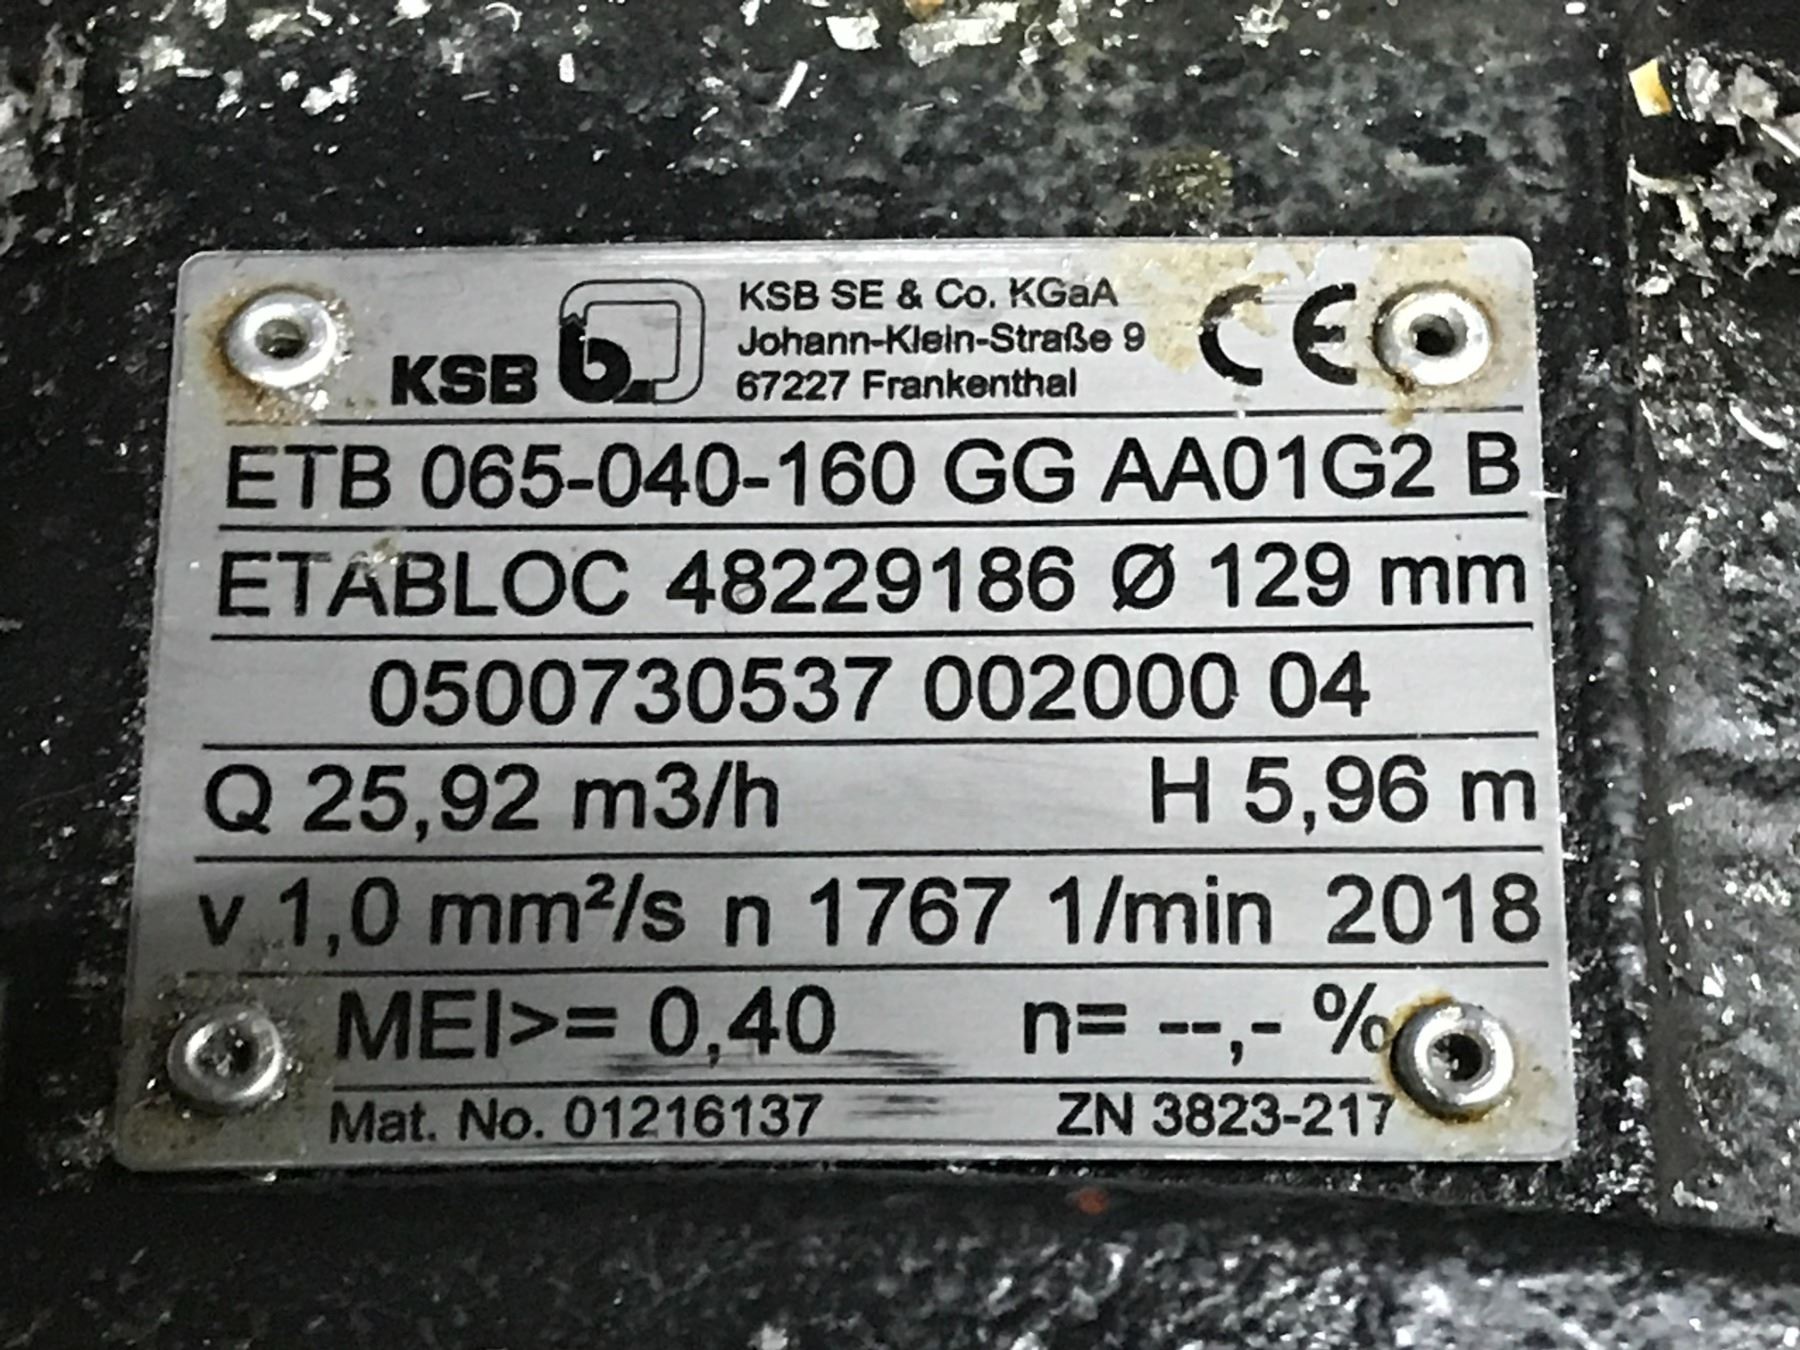 KSB b
KSB SE & Co. KGaA
Johann-Klein-Straße 9
67227 Frankenthal
CE
ETB 065-040-160 GG AA01G2 B
ETABLOC 48229186 Ø 129 mm
0500730537 002000 04
Q 25,92 m3/h H 5,96 m
v 1,0 mm²/s n 1767 1/min 2018
MEI>= 0,40 n= --,- %
Mat. No. 01216137 ZN 3823-217